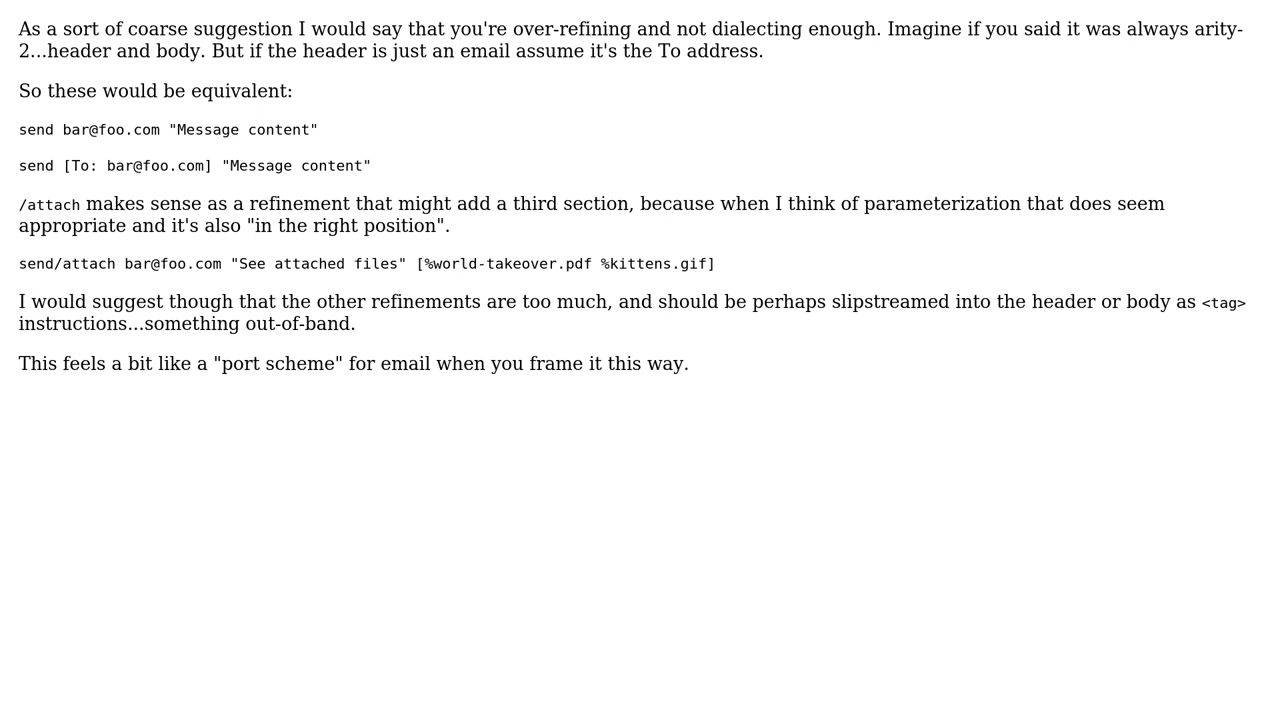 As a sort of coarse suggestion I would say that you're over-refining and not dialecting enough. Imagine if you said it was always arity-
2...header and body. But if the header is just an email assume it's the To address.
So these would be equivalent:
send bar@foo.com "Message content"
send [To: bar@foo.com] "Message content"
/attach makes sense as a refinement that might add a third section, because when I think of parameterization that does seem
appropriate and it's also "in the right position".
send/attach bar@foo.com "See attached files" [%world-takeover.pdf %kittens.gif]
I would suggest though that the other refinements are too much, and should be perhaps slipstreamed into the header or body as <tag>
instructions...something out-of-band.
This feels a bit like a "port scheme" for email when you frame it this way.